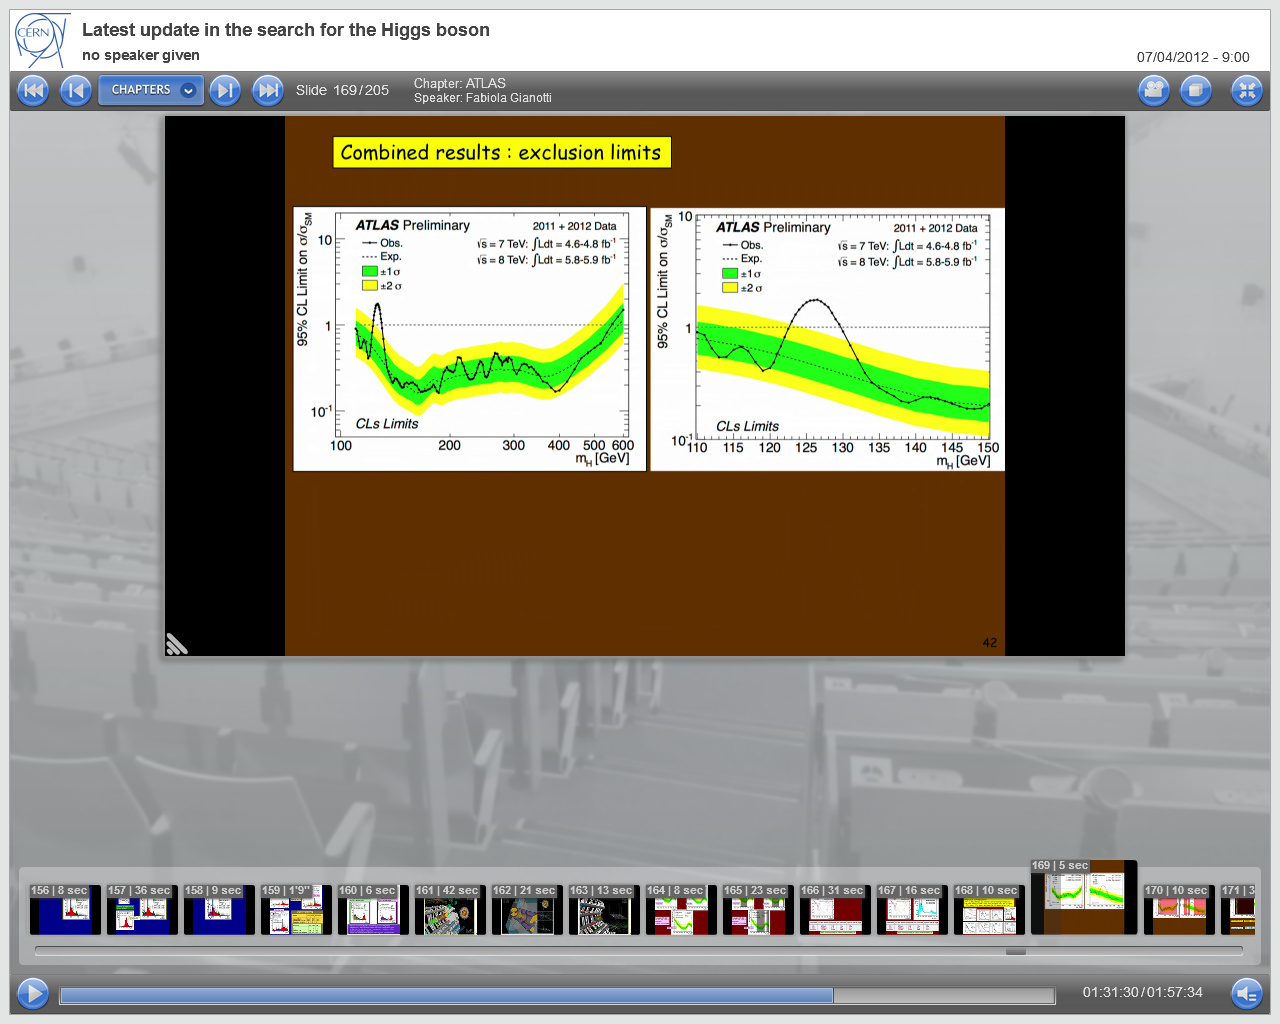 CERN
Latest update in the search for the Higgs boson
no speaker given
07/04/2012 - 9:00
CHAPTERS
Slide 169/205
Chapter: ATLAS
Speaker: Fabiola Gianotti
Combined results : exclusion limits
95% CL Limit on σ/σSM
ATLAS Preliminary
2011 + 2012 Data
Obs.
√s = 7 TeV: ∫Ldt = 4.6-4.8 fb⁻¹
Exp.
√s = 8 TeV: ∫Ldt = 5.8-5.9 fb⁻¹
±1 σ
±2 σ
10
1
10⁻¹
CLs Limits
100 200 300 400 500 600
mH [GeV]
95% CL Limit on σ/σSM
ATLAS Preliminary
2011 + 2012 Data
Obs.
√s = 7 TeV: ∫Ldt = 4.6-4.8 fb⁻¹
Exp.
√s = 8 TeV: ∫Ldt = 5.8-5.9 fb⁻¹
±1 σ
±2 σ
10
1
10⁻¹
CLs Limits
110 115 120 125 130 135 140 145 150
mH [GeV]
42
156 | 8 sec
157 | 36 sec
158 | 9 sec
159 | 1'9"
160 | 6 sec
161 | 42 sec
162 | 21 sec
163 | 13 sec
164 | 8 sec
165 | 23 sec
166 | 31 sec
167 | 16 sec
168 | 10 sec
169 | 5 sec
170 | 10 sec
171 | 3
01:31:30/01:57:34